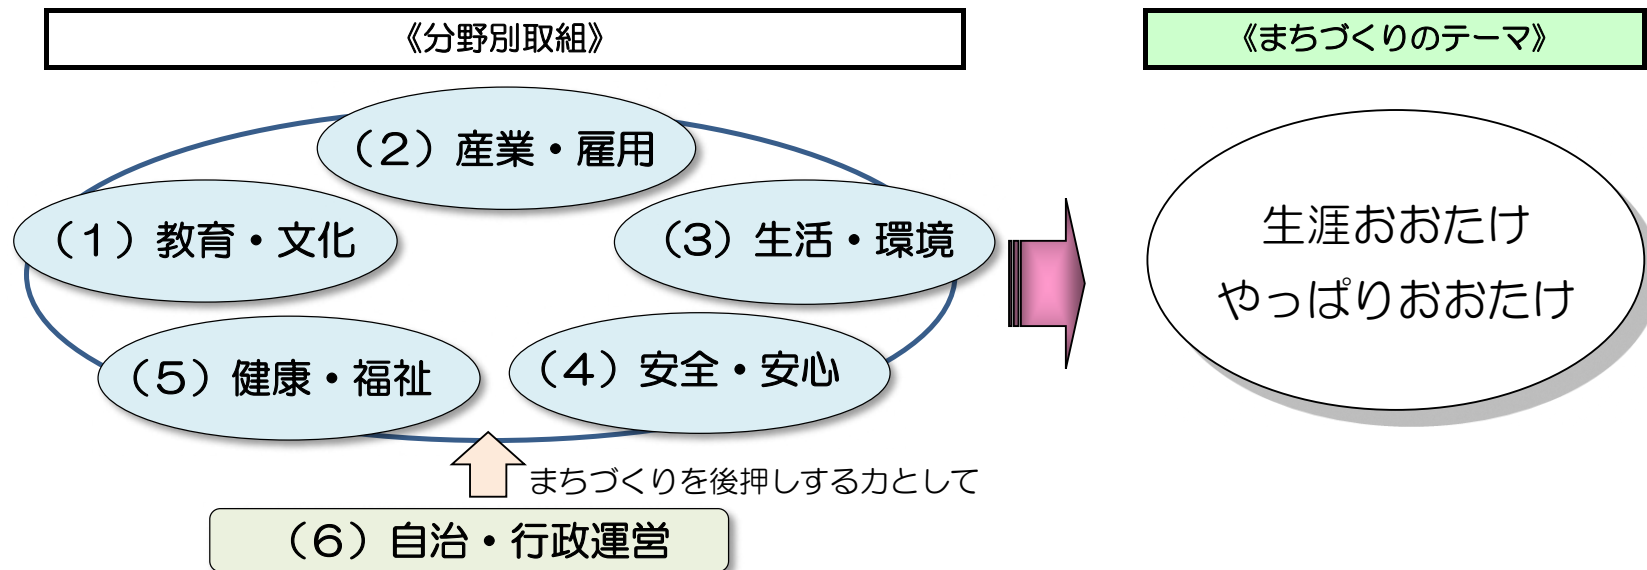 《分野別取組》
《まちづくりのテーマ》
（２）産業・雇用
（１）教育・文化
（３）生活・環境
（５）健康・福祉
（４）安全・安心
まちづくりを後押しする力として
（６）自治・行政運営
生涯おおたけ
やっぱりおおたけ